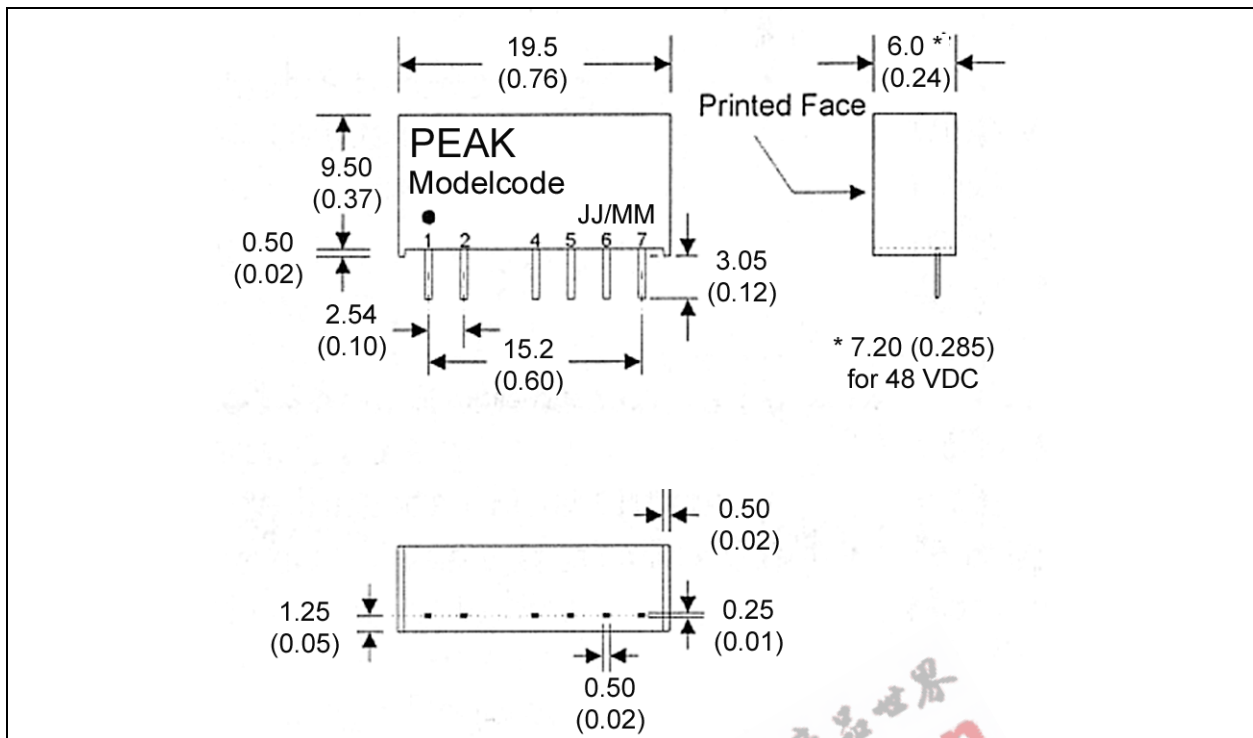 19.5
(0.76)
6.0 *
(0.24)
Printed Face
PEAK
Modelcode
JJ/MM
9.50
(0.37)
1 2 4 5 6 7
0.50
(0.02)
3.05
(0.12)
2.54
(0.10)
15.2
(0.60)
* 7.20 (0.285)
for 48 VDC
0.50
(0.02)
1.25
(0.05)
0.25
(0.01)
0.50
(0.02)
世界